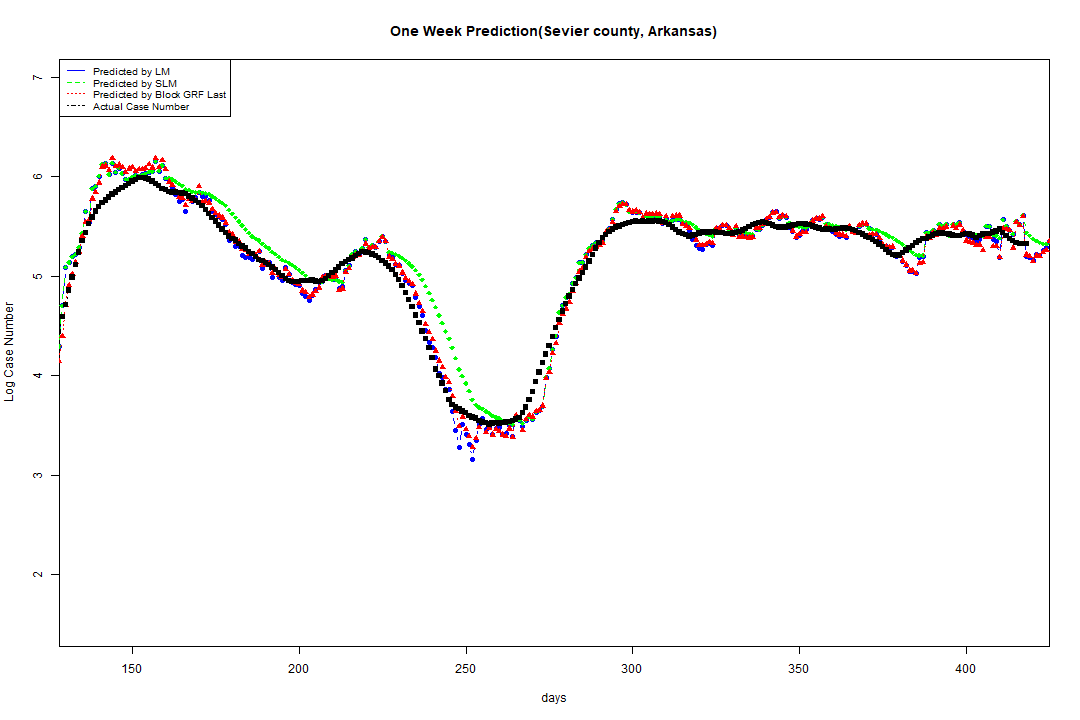 One Week Prediction(Sevier county, Arkansas)
Predicted by LM
Predicted by SLM
Predicted by Block GRF Last
Actual Case Number
7
6
5
4
3
2
Log Case Number
150 200 250 300 350 400
days